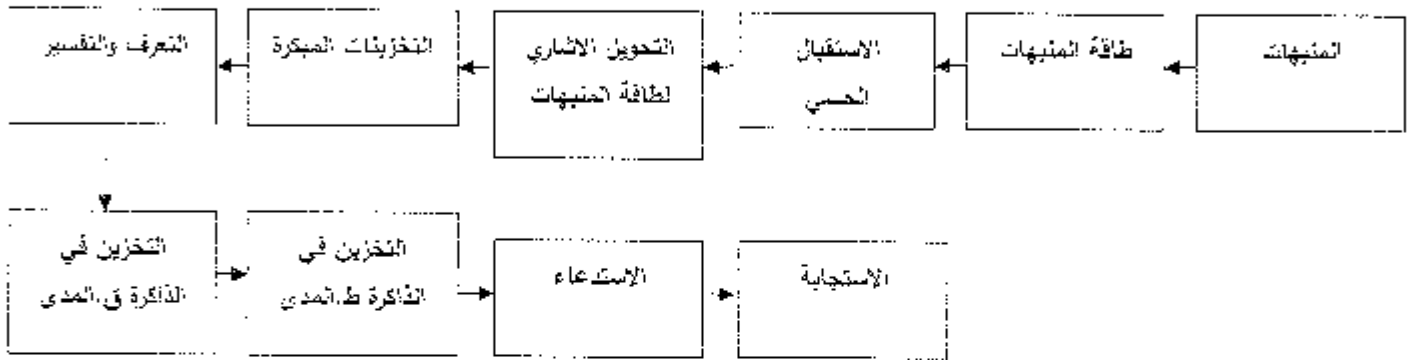 المنبهات
طاقة المنبهات
الاستقبال
الحسي
التحويل الاشاري
لطاقة المنبهات
التخزينات المبكرة
التعرف والتفسير
التخزين في
الذاكرة ق.المدى
التخزين في
الذاكرة ط.المدى
الاستدعاء
الاستجابة